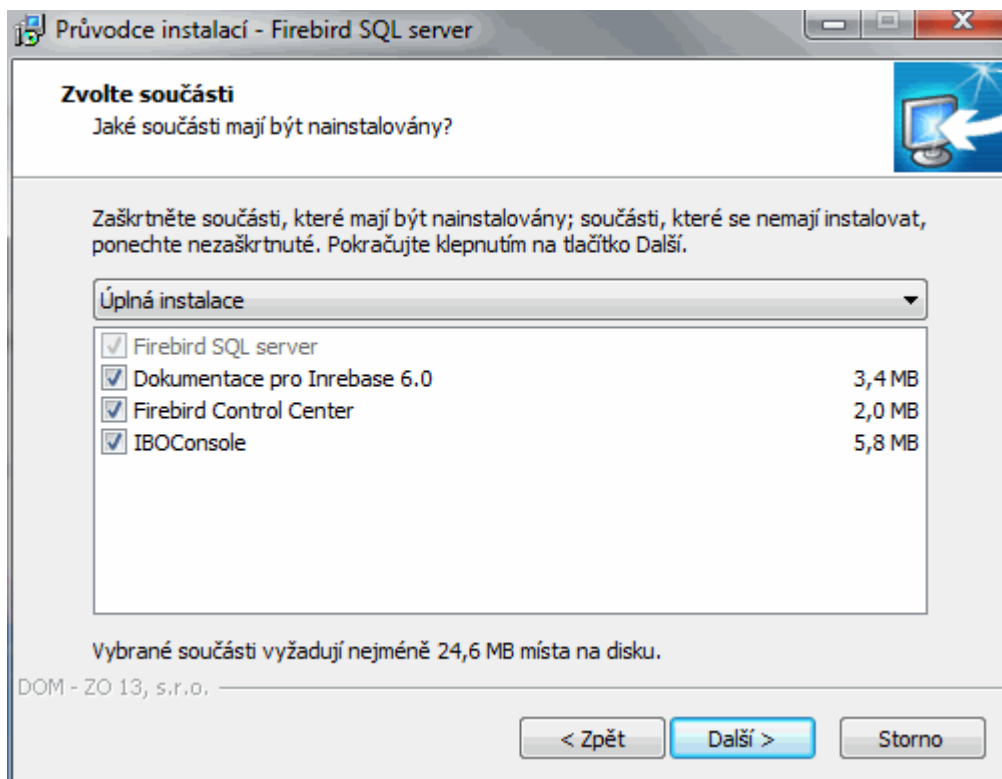 Průvodce instalací - Firebird SQL server
Zvolte součásti
Jaké součásti mají být nainstalovány?
Zaškrtněte součásti, které mají být nainstalovány; součásti, které se nemají instalovat,
ponechte nezaškrtnuté. Pokračujte klepnutím na tlačítko Další.
Úplná instalace
Firebird SQL server
Dokumentace pro Inrebase 6.0 3,4 MB
Firebird Control Center 2,0 MB
IBOConsole 5,8 MB
Vybrané součásti vyžadují nejméně 24,6 MB místa na disku.
DOM - ZO 13, s.r.o.
< Zpět Další > Storno